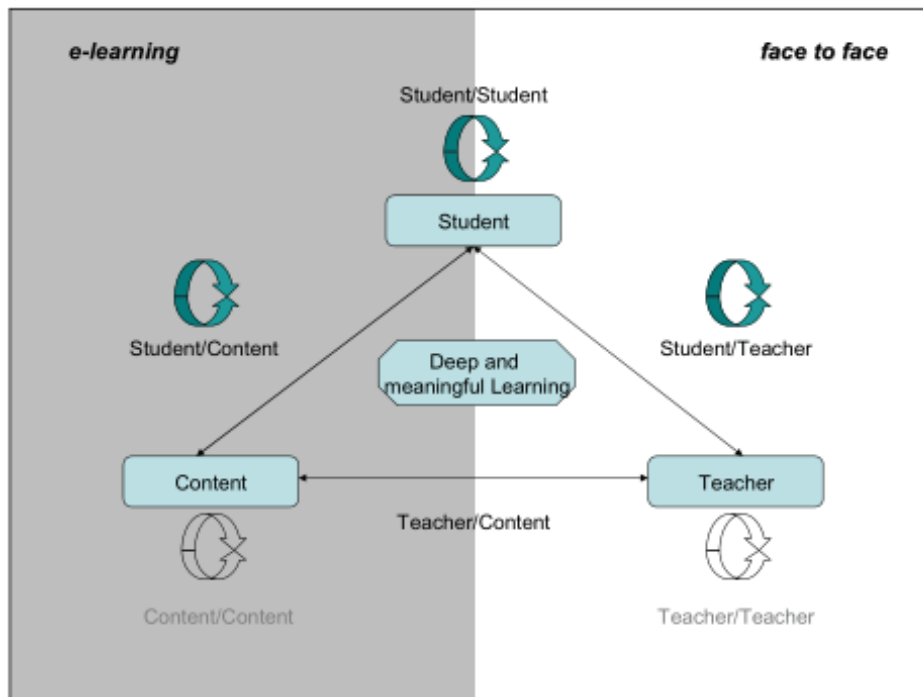 e-learning
face to face
Student/Student
Student
Student/Content
Student/Teacher
Deep and
meaningful Learning
Content
Teacher
Teacher/Content
Content/Content
Teacher/Teacher